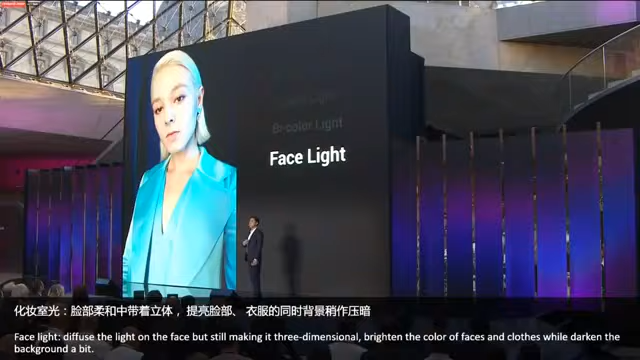 Bi-color Light
Face Light
化妆室光：脸部柔和中带着立体，提亮脸部、衣服的同时背景稍作压暗
Face light: diffuse the light on the face but still making it three-dimensional, brighten the color of faces and clothes while darken the
background a bit.